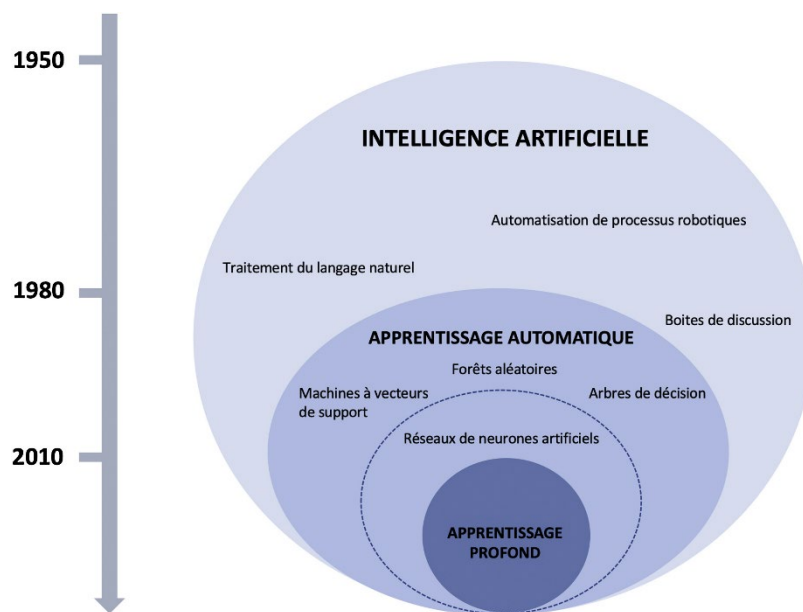 1950
INTELLIGENCE ARTIFICIELLE
Automatisation de processus robotiques
Traitement du langage naturel
1980
Boites de discussion
APPRENTISSAGE AUTOMATIQUE
Forêts aléatoires
Machines à vecteurs
de support
Arbres de décision
Réseaux de neurones artificiels
2010
APPRENTISSAGE
PROFOND